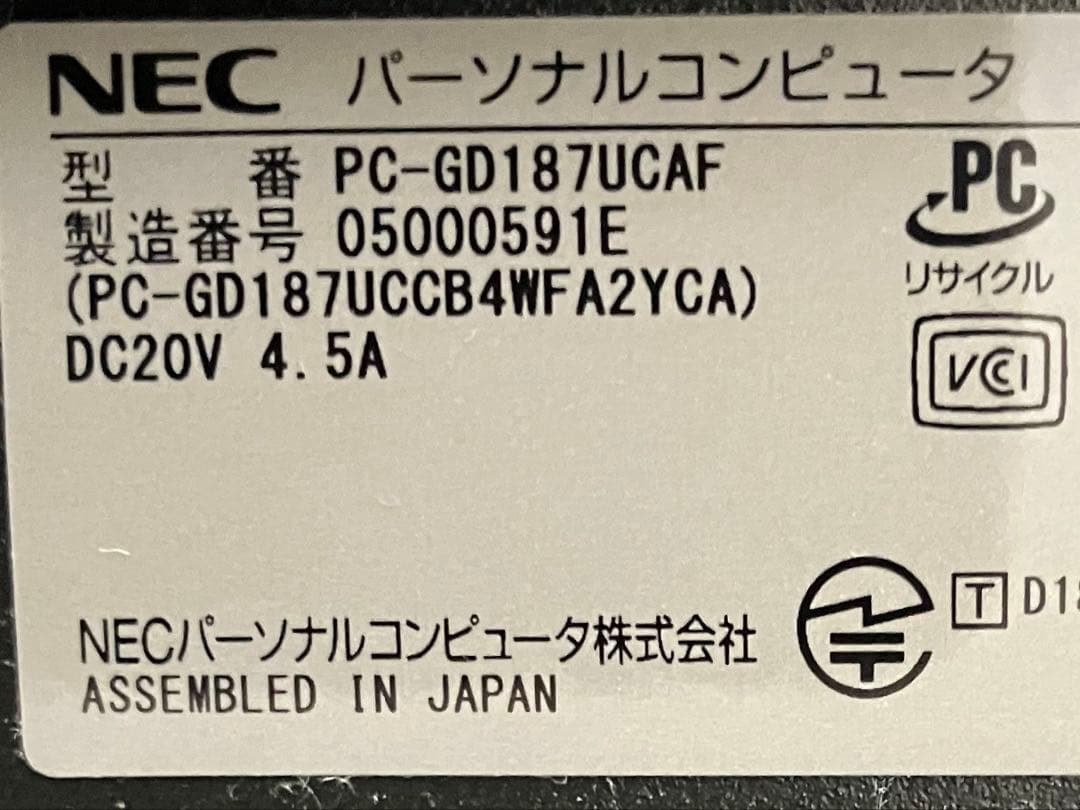 NEC パーソナルコンピュータ
型番 PC-GD187UCAF
製造番号 05000591E
(PC-GD187UCCB4WFA2YCA)
DC20V 4.5A
PC
リサイクル
VCCI
T D18
NECパーソナルコンピュータ株式会社
ASSEMBLED IN JAPAN